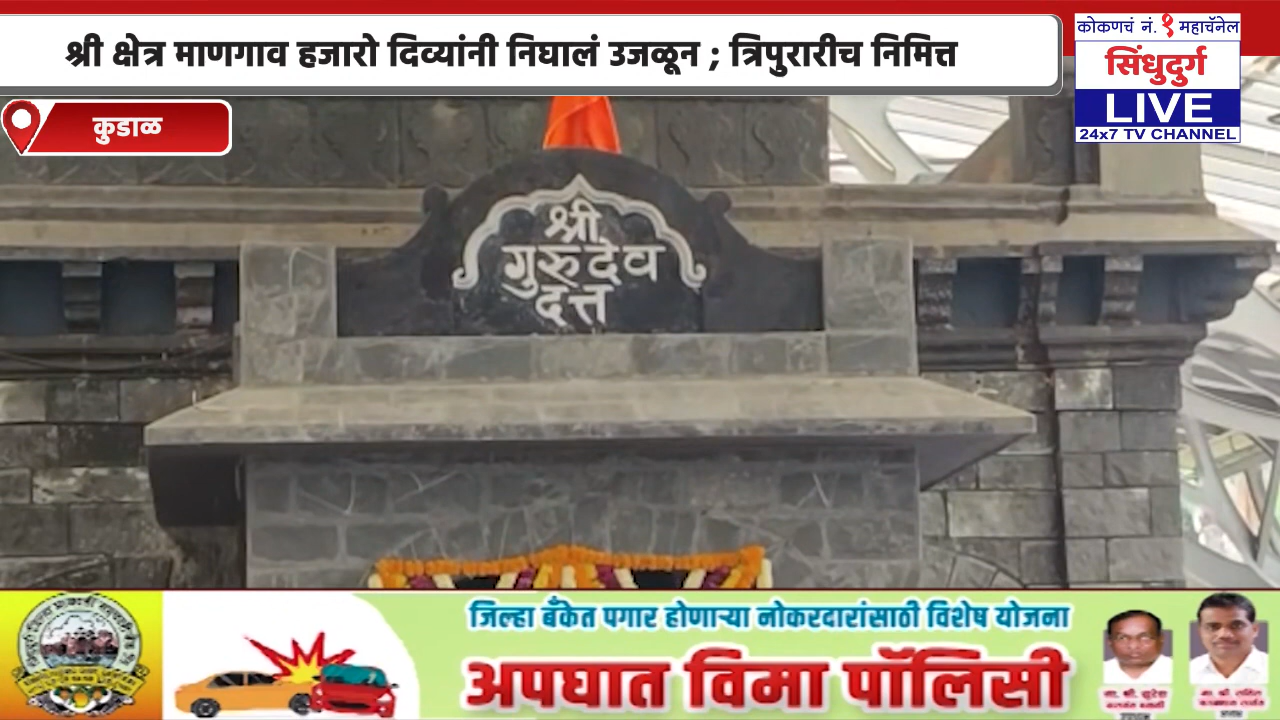 श्री क्षेत्र माणगाव हजारो दिव्यांनी निघालं उजळून ; त्रिपुरारीच निमित्त
कोकणचं नं.१ महाचॅनेल
सिंधुदुर्ग
LIVE
24x7 TV CHANNEL
कुडाळ
श्री
गुरुदेव
दत्त
जिल्हा बँकेत पगार होणाऱ्या नोकरदारांसाठी विशेष योजना
अपघात विमा पॉलिसी